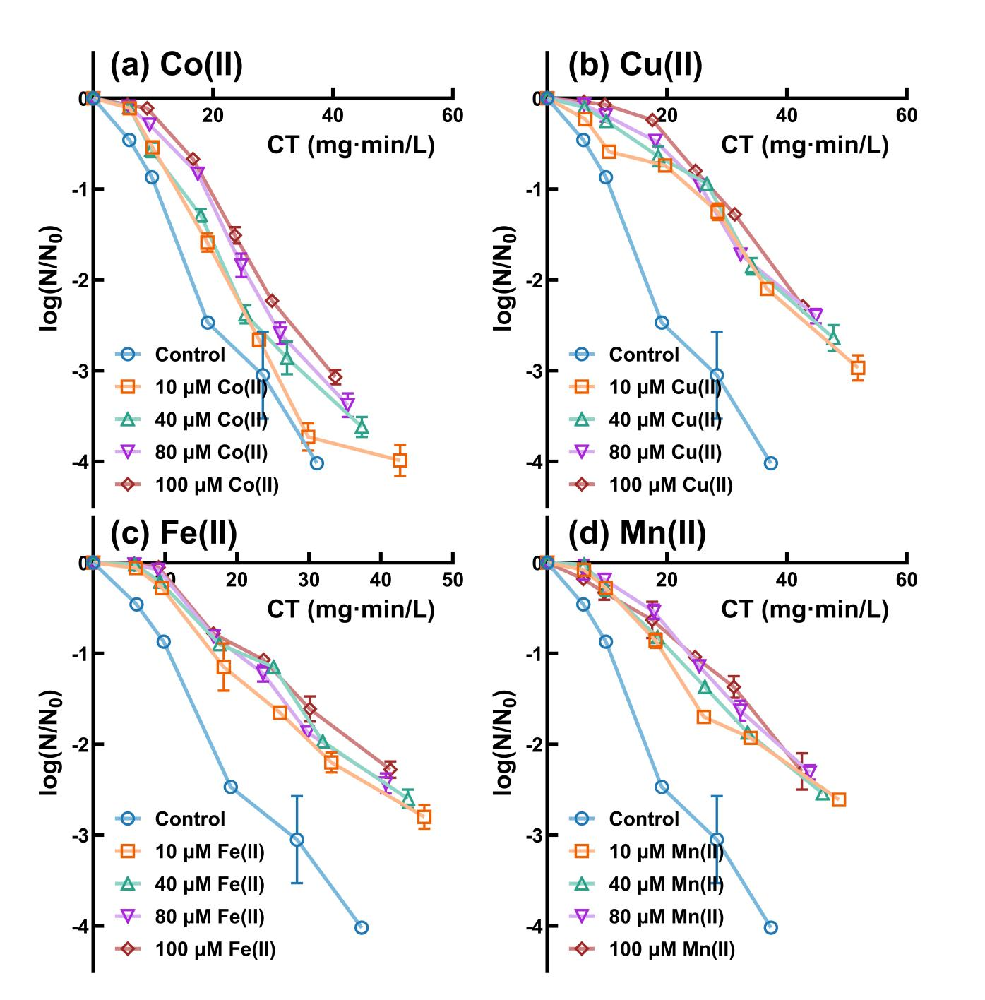 (a) Co(II)
0
20
40
60
CT (mg·min/L)
-1
-2
-3
-4
log(N/N₀)
Control
10 µM Co(II)
40 µM Co(II)
80 µM Co(II)
100 µM Co(II)
(b) Cu(II)
0
20
40
60
CT (mg·min/L)
-1
-2
-3
-4
log(N/N₀)
Control
10 µM Cu(II)
40 µM Cu(II)
80 µM Cu(II)
100 µM Cu(II)
(c) Fe(II)
0
10
20
30
40
50
CT (mg·min/L)
-1
-2
-3
-4
log(N/N₀)
Control
10 µM Fe(II)
40 µM Fe(II)
80 µM Fe(II)
100 µM Fe(II)
(d) Mn(II)
0
20
40
60
CT (mg·min/L)
-1
-2
-3
-4
log(N/N₀)
Control
10 µM Mn(II)
40 µM Mn(II)
80 µM Mn(II)
100 µM Mn(II)